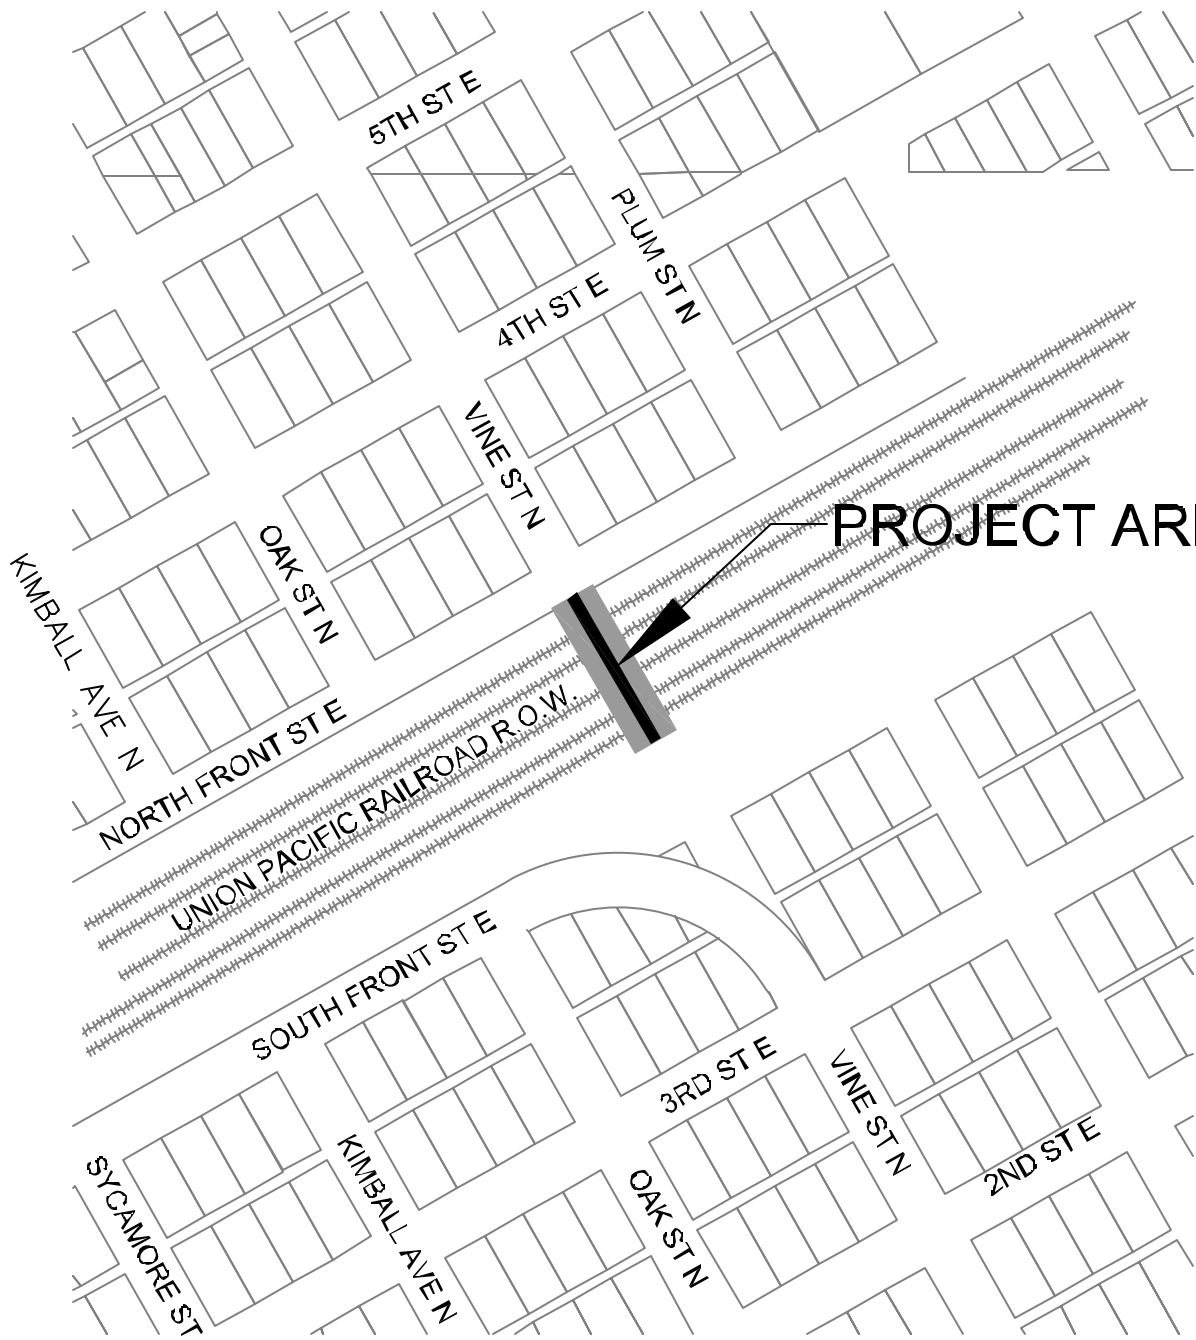 5TH ST E
PLUM ST N
4TH ST E
VINE ST N
PROJECT AR
OAK ST N
KIMBALL AVE N
NORTH FRONT ST E
UNION PACIFIC RAILROAD R.O.W.
SOUTH FRONT ST E
3RD ST E
VINE ST N
2ND ST E
KIMBALL AVE N
SYCAMORE ST
OAK ST N